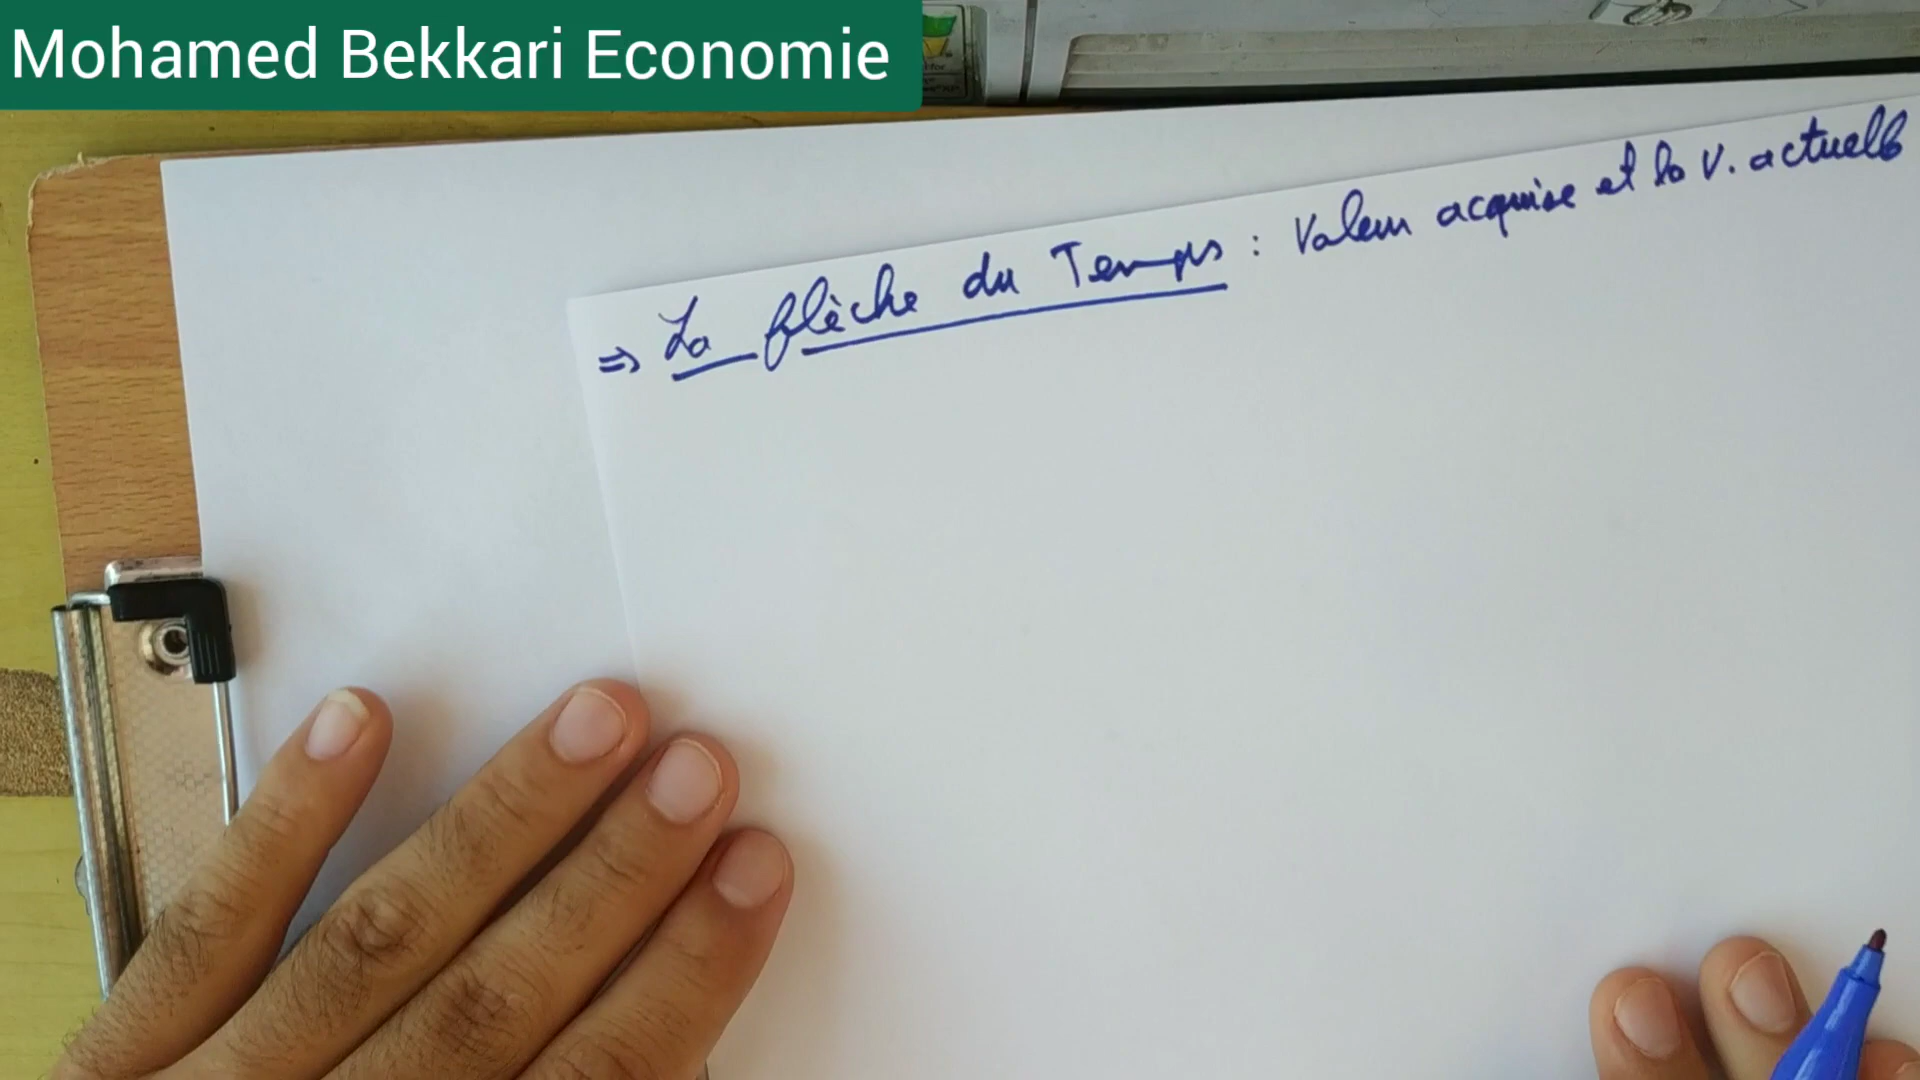 Mohamed Bekkari Economie
⇒ La flèche du Temps : Valeur acquise et la V. actuelle